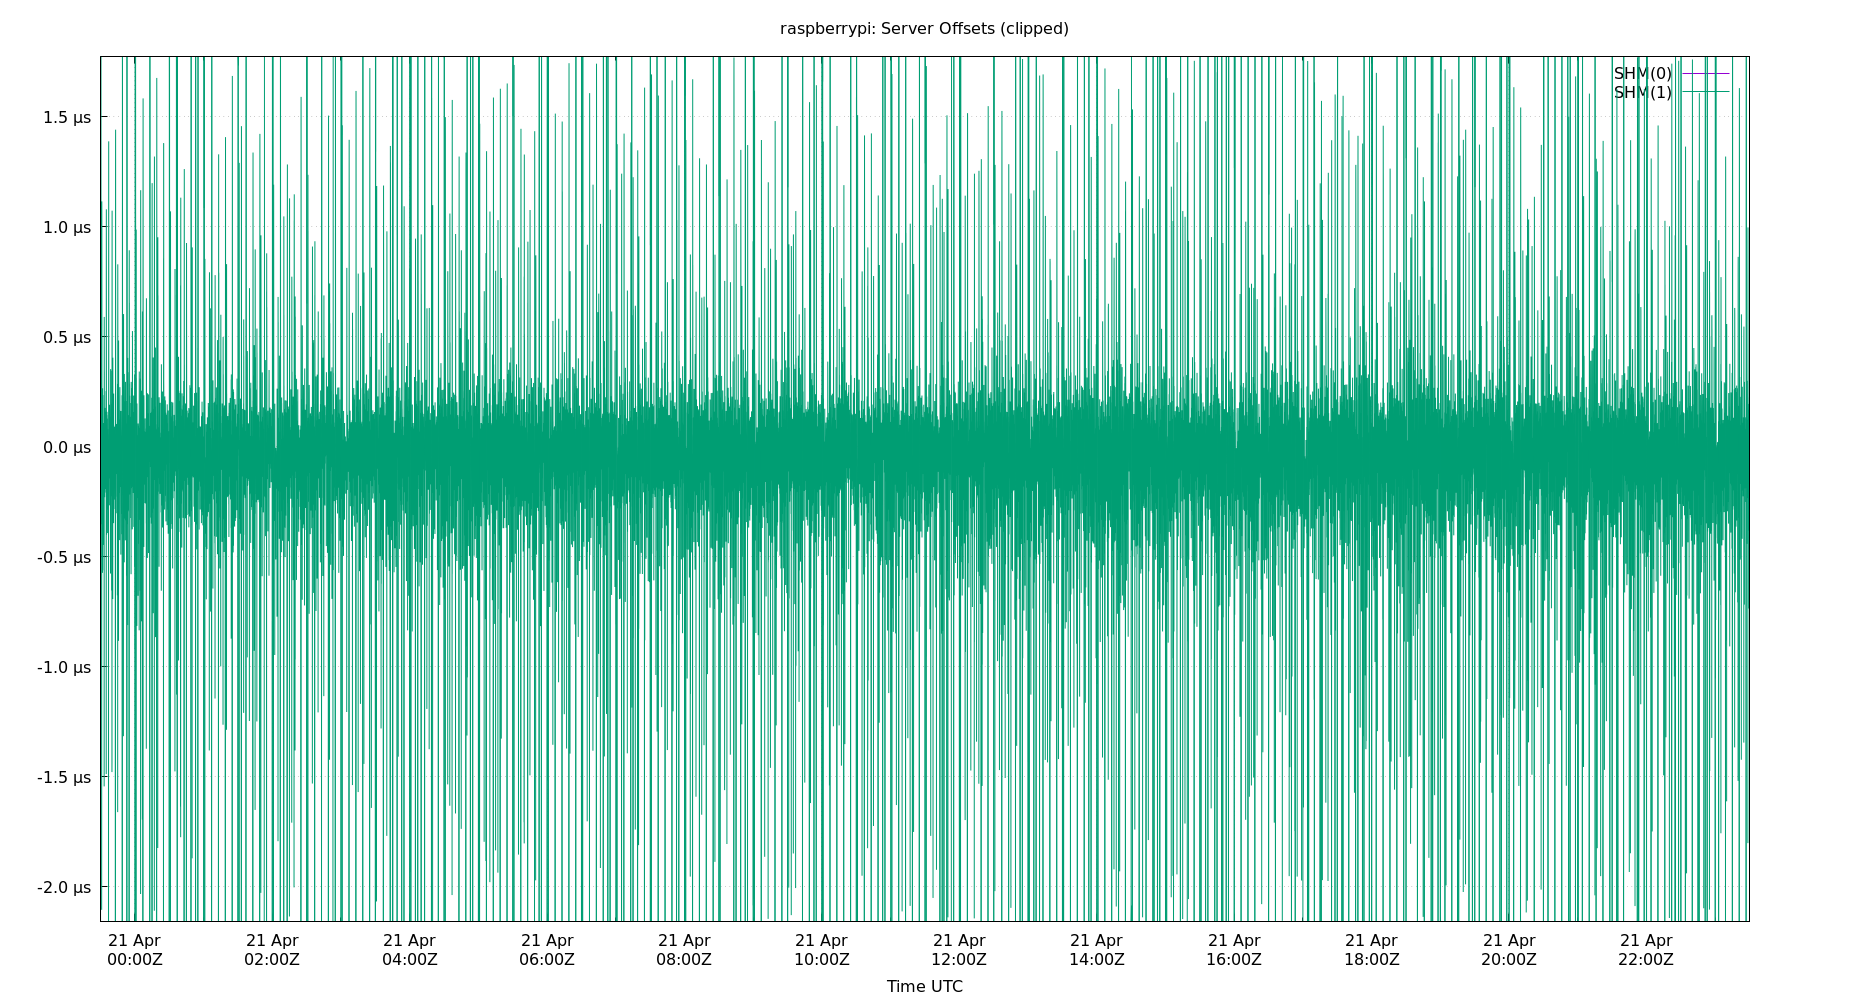 raspberrypi: Server Offsets (clipped)
SHM(0)
SHM(1)
1.5 µs
1.0 µs
0.5 µs
0.0 µs
-0.5 µs
-1.0 µs
-1.5 µs
-2.0 µs
21 Apr 21 Apr 21 Apr 21 Apr 21 Apr 21 Apr 21 Apr 21 Apr 21 Apr 21 Apr 21 Apr 21 Apr
00:00Z 02:00Z 04:00Z 06:00Z 08:00Z 10:00Z 12:00Z 14:00Z 16:00Z 18:00Z 20:00Z 22:00Z
Time UTC